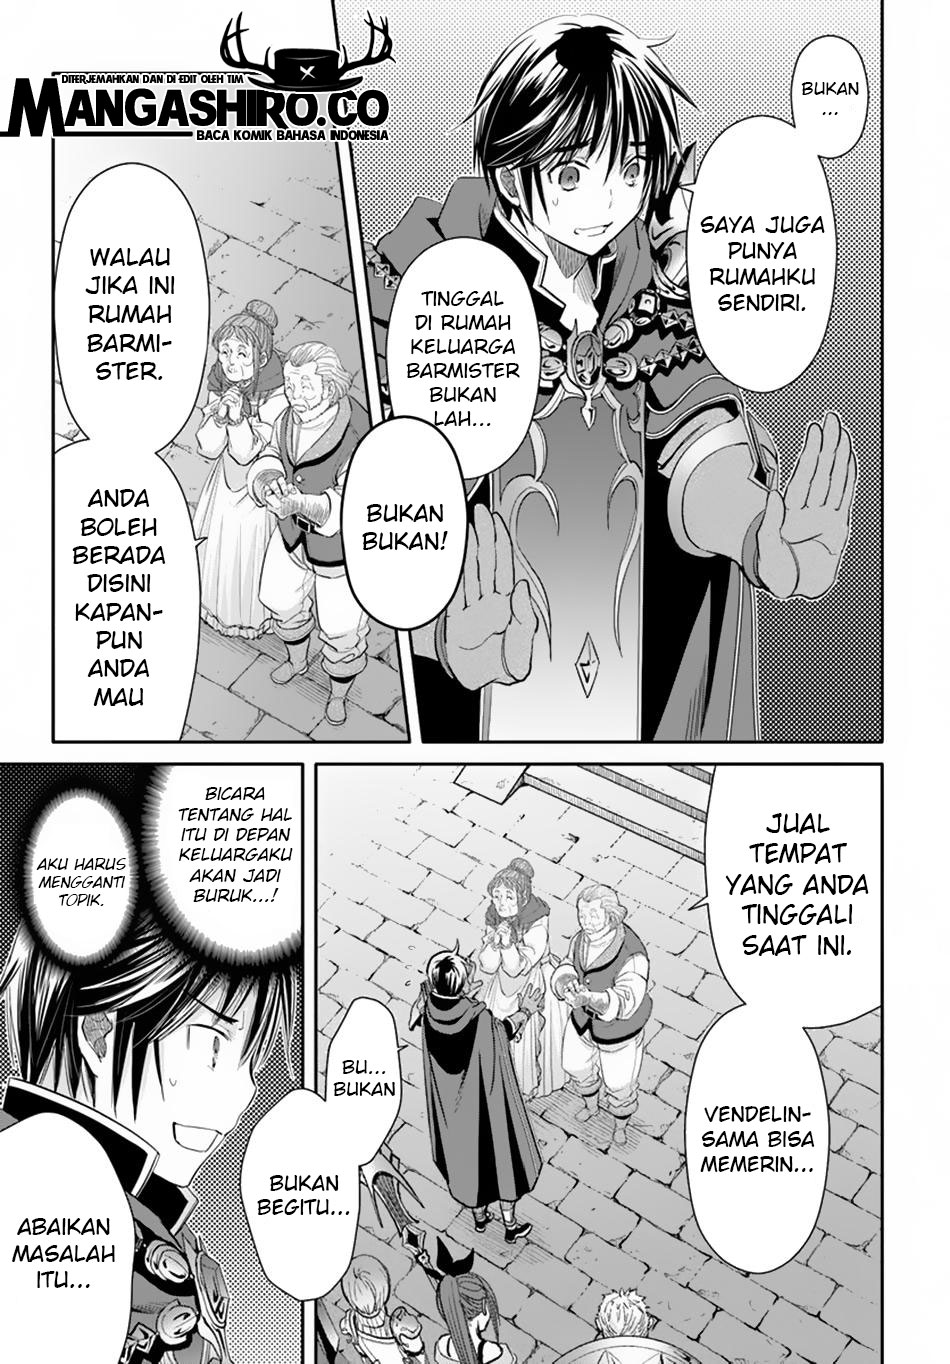 DITERJEMAHKAN DAN DI EDIT OLEH TIM
MANGASHIRO.CO
BACA KOMIK BAHASA INDONESIA
BUKAN
...
SAYA JUGA
PUNYA
RUMAHKU
SENDIRI.
TINGGAL
DI RUMAH
KELUARGA
BARMISTER
BUKAN
LAH...
BUKAN
BUKAN!
WALAU
JIKA INI
RUMAH
BARMI-
STER.
ANDA
BOLEH
BERADA
DISINI
KAPAN-
PUN
ANDA
MAU
JUAL
TEMPAT
YANG ANDA
TINGGALI
SAAT INI.
VENDELIN-
SAMA BISA
MEMERIN...
BU...
BUKAN
BUKAN
BEGITU...
BICARA
TENTANG HAL
ITU DI DEPAN
KELUARGAKU
AKAN JADI
BURUK...!
AKU HARUS
MENGGANTI
TOPIK.
ABAIKAN
MASALAH
ITU...